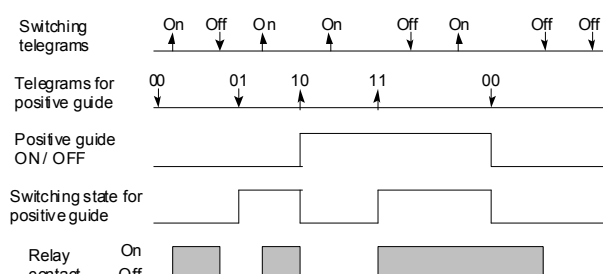 Switching telegrams On Off On On Off On Off Off
Telegrams for positive guide 00 01 10 11 00
Positive guide
ON / OFF
Switching state for
positive guide
Relay On
contact Off